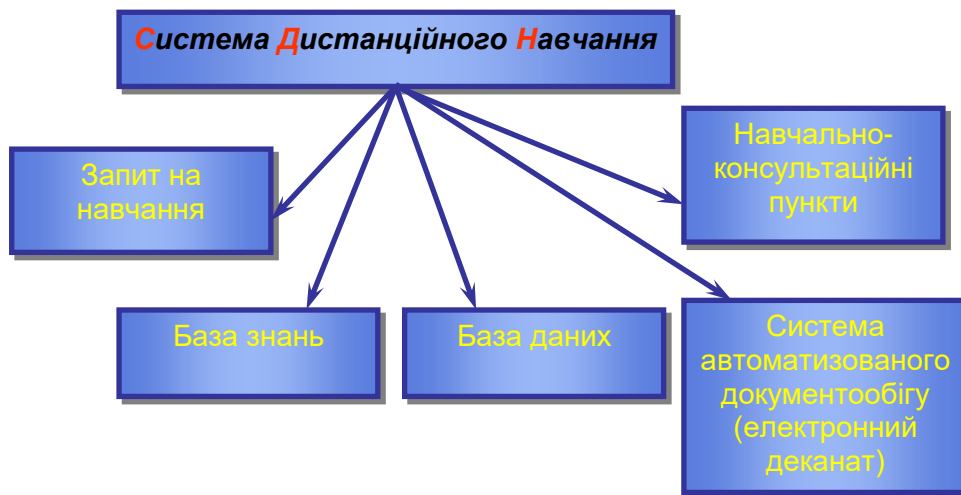 Система Дистанційного Навчання
Запит на
навчання
Навчально-
консультаційні
пункти
База знань
База даних
Система
автоматизованого
документообігу
(електронний
деканат)